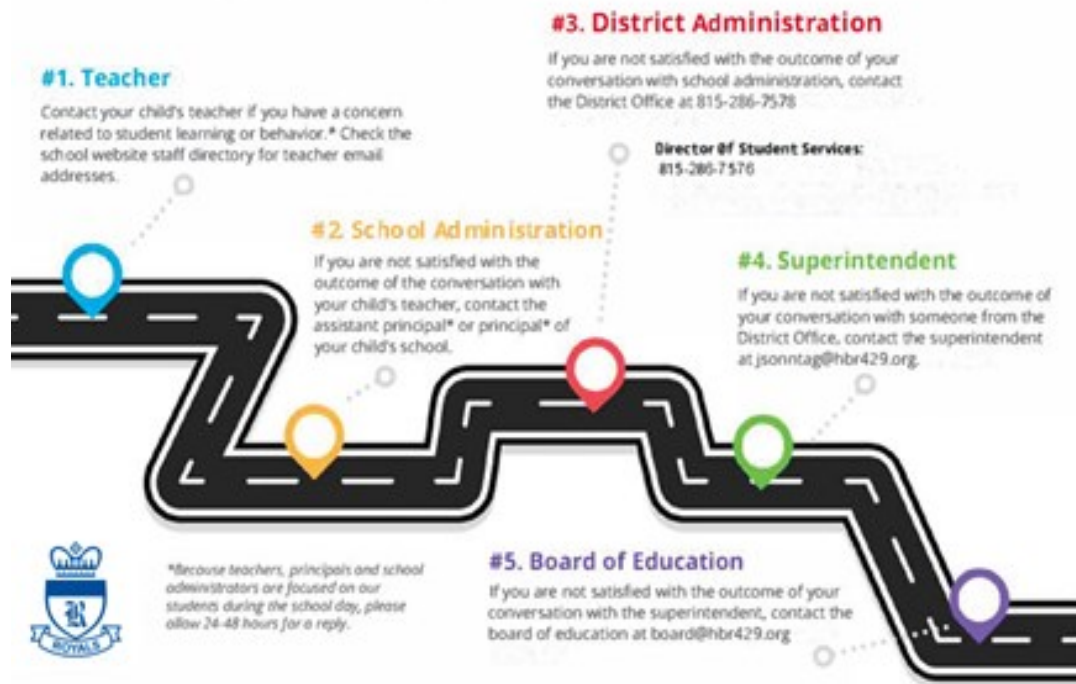 #1. Teacher
Contact your child's teacher if you have a concern
related to student learning or behavior.* Check the
school website staff directory for teacher email
addresses.
#2 School Administration
If you are not satisfied with the
outcome of the conversation with
your child's teacher, contact the
assistant principal* or principal* of
your child's school.
#3. District Administration
If you are not satisfied with the outcome of your
conversation with school administration, contact
the District Office at 815-286-7578
Director Of Student Services:
815-286-7576
#4. Superintendent
If you are not satisfied with the outcome of
your conversation with someone from the
District Office, contact the superintendent
at jsonntag@hbr429.org.
#5. Board of Education
If you are not satisfied with the outcome of your
conversation with the superintendent, contact the
board of education at board@hbr429.org
*Because teachers, principals and school
administrators are focused on our
students during the school day, please
allow 24-48 hours for a reply.
R
ROYALS